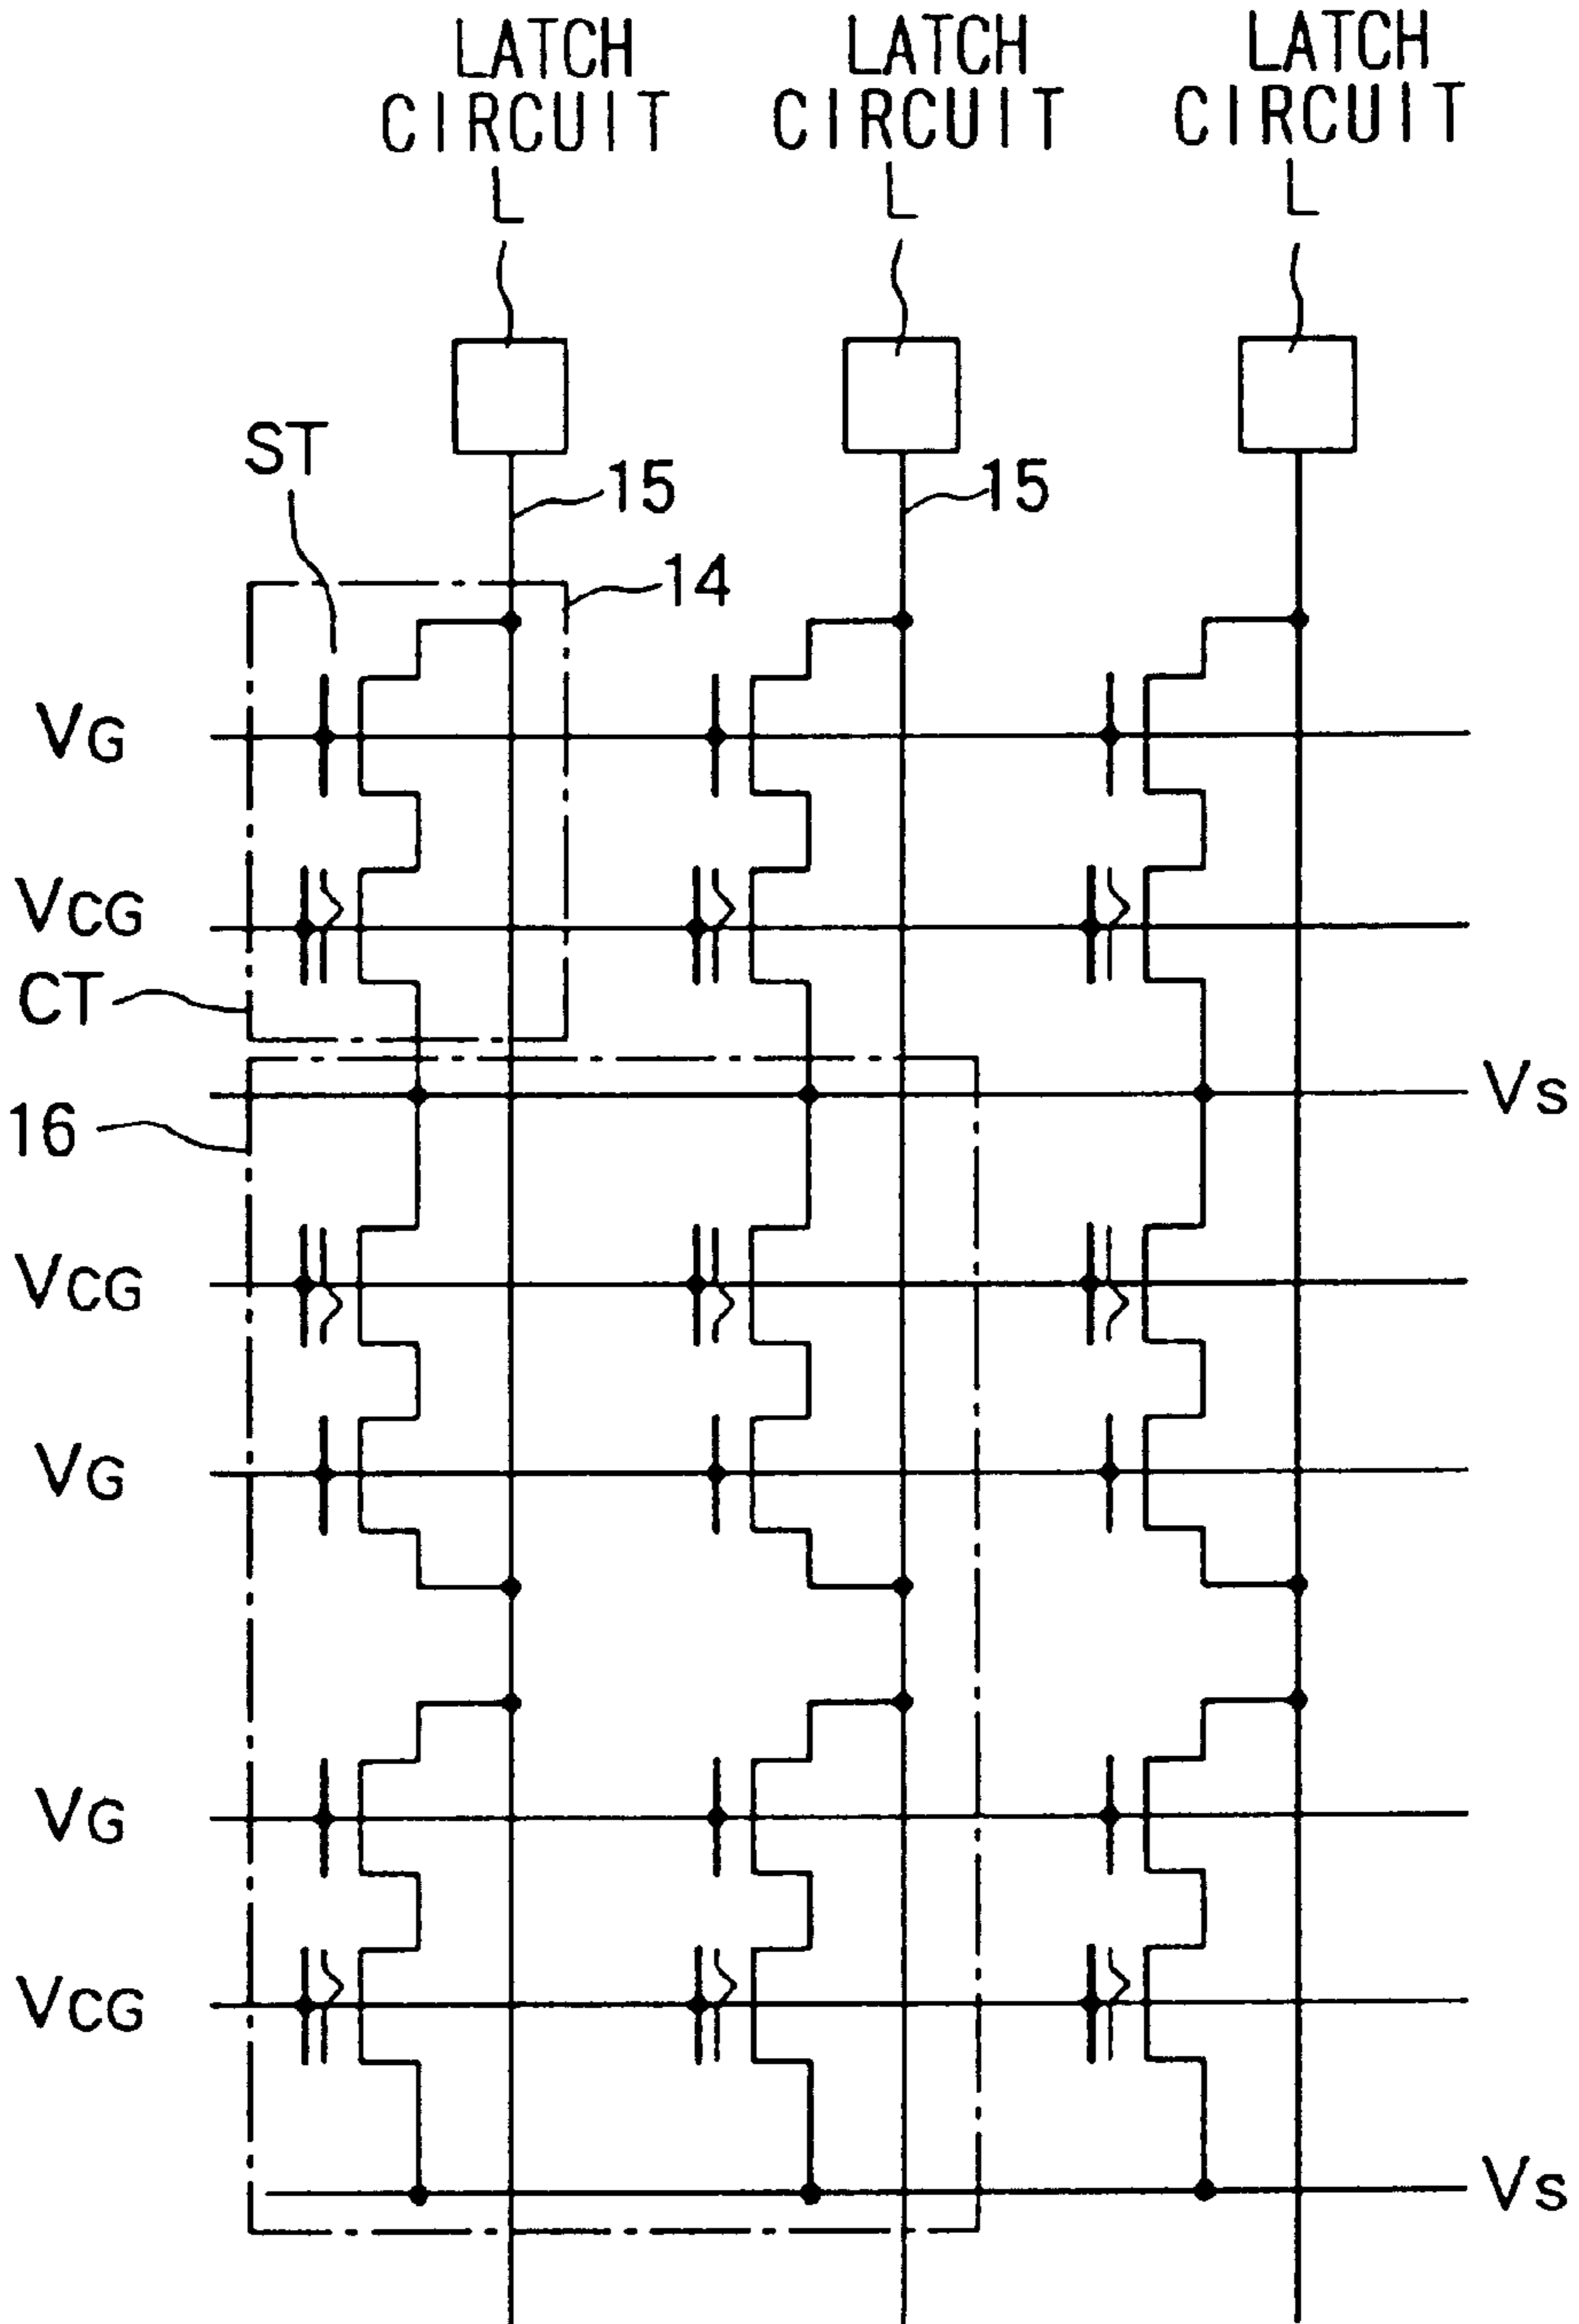 LATCH CIRCUIT L
LATCH CIRCUIT L
LATCH CIRCUIT L
ST
15
15
14
VG
VCG
CT
Vs
16
VCG
VG
VG
VCG
Vs